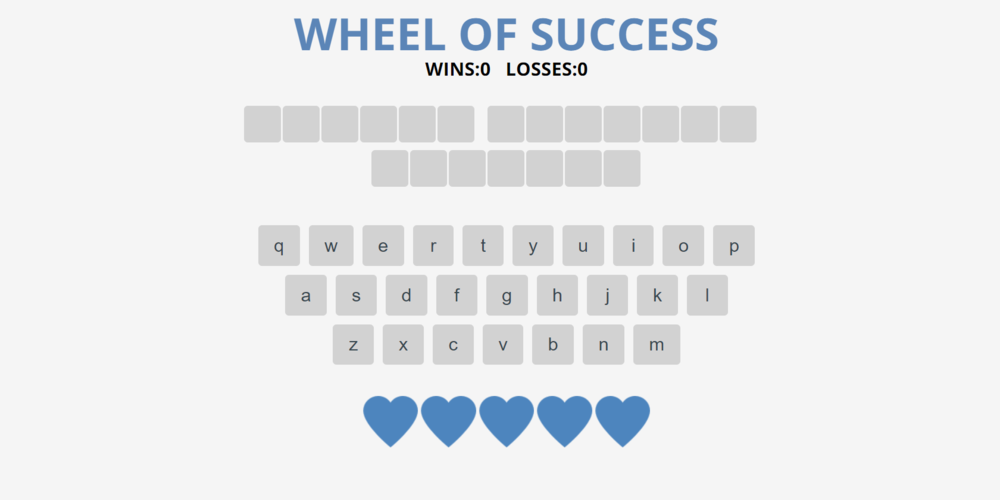 WHEEL OF SUCCESS
WINS:0 LOSSES:0
q w e r t y u i o p
a s d f g h j k l
z x c v b n m